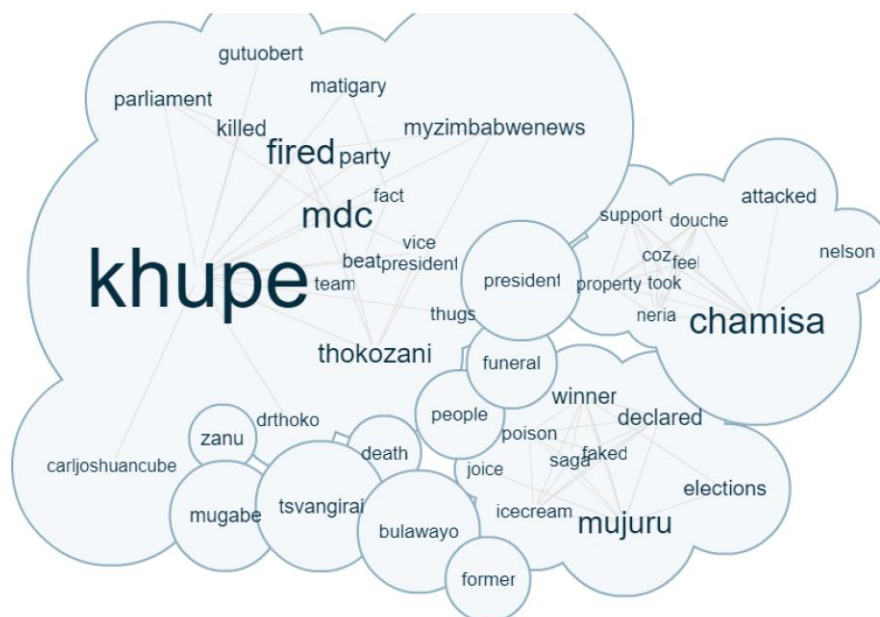 gutuobert
matigary
parliament
killed
myzimbabwenews
fired
party
fact
mdc
vice
beat
president
khupe
team
thugs
thokozani
drthoko
carljoshuancube
president
funeral
people
zanu
death
mugabe
tsvangirai
bulawayo
former
attacked
support
douche
nelson
coz
feel
property
took
neria
chamisa
winner
declared
poison
faked
saga
joice
elections
icecream
mujuru